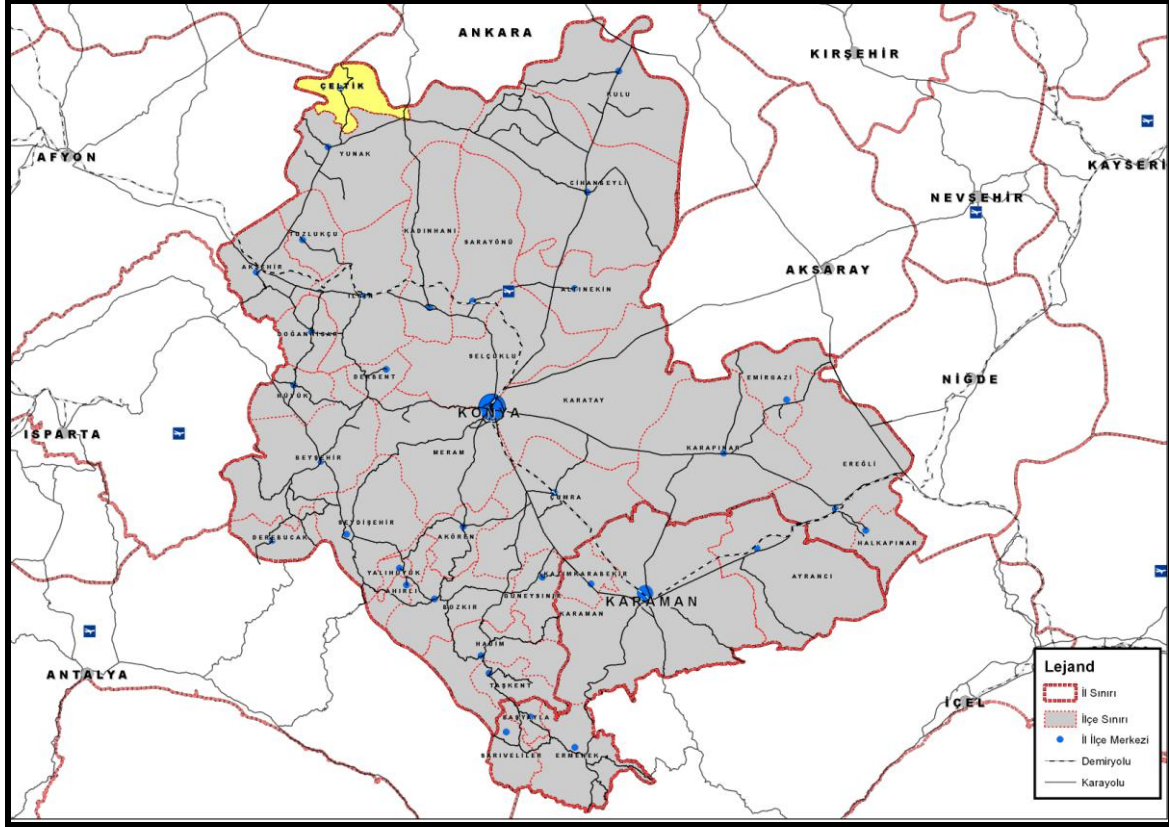 ANKARA
KIRŞEHİR
ÇELTİK
KULU
AFYON
YUNAK
KAYSERİ
CİHANBEYLİ
NEVŞEHİR
TUZLUKÇU
KADINHANI
SARAYÖNÜ
AKŞEHİR
AKSARAY
ILGIN
ALTINEKİN
DOĞANHİSAR
SELÇUKLU
DERBENT
EMİRGAZİ
NİĞDE
HÜYÜK
KARATAY
KONYA
ISPARTA
MERAM
KARAPINAR
BEYŞEHİR
EREĞLİ
ÇUMRA
SEYDİŞEHİR
AKÖREN
DEREBUCAK
HALKAPINAR
YALIHÜYÜK
KAZIMKARABEKİR
AYRANCI
AHIRLI
GÜNEYSINIR
BOZKIR
KARAMAN
KARAMAN
HADİM
ANTALYA
TAŞKENT
İÇEL
BAŞYAYLA
SARIVELİLER
ERMENEK
Lejand
İl Sınırı
İlçe Sınırı
İl İlçe Merkezi
Demiryolu
Karayolu